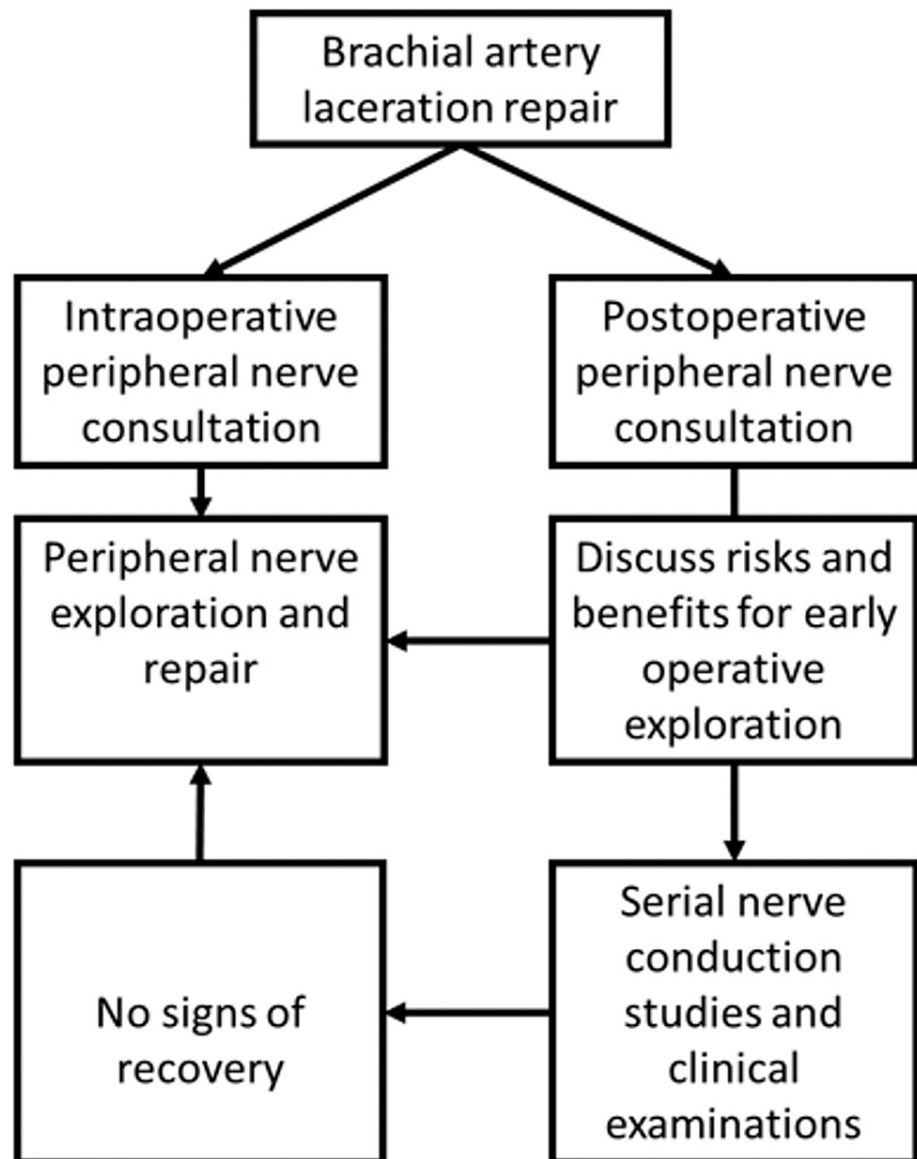 Brachial artery
laceration repair
Intraoperative
peripheral nerve
consultation
Postoperative
peripheral nerve
consultation
Peripheral nerve
exploration and
repair
Discuss risks and
benefits for early
operative
exploration
No signs of
recovery
Serial nerve
conduction
studies and
clinical
examinations